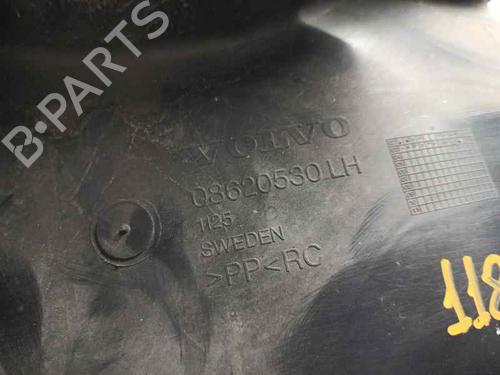 B-PARTS
VOLVO
08620530 LH
1125
SWEDEN
>PP<RC
118